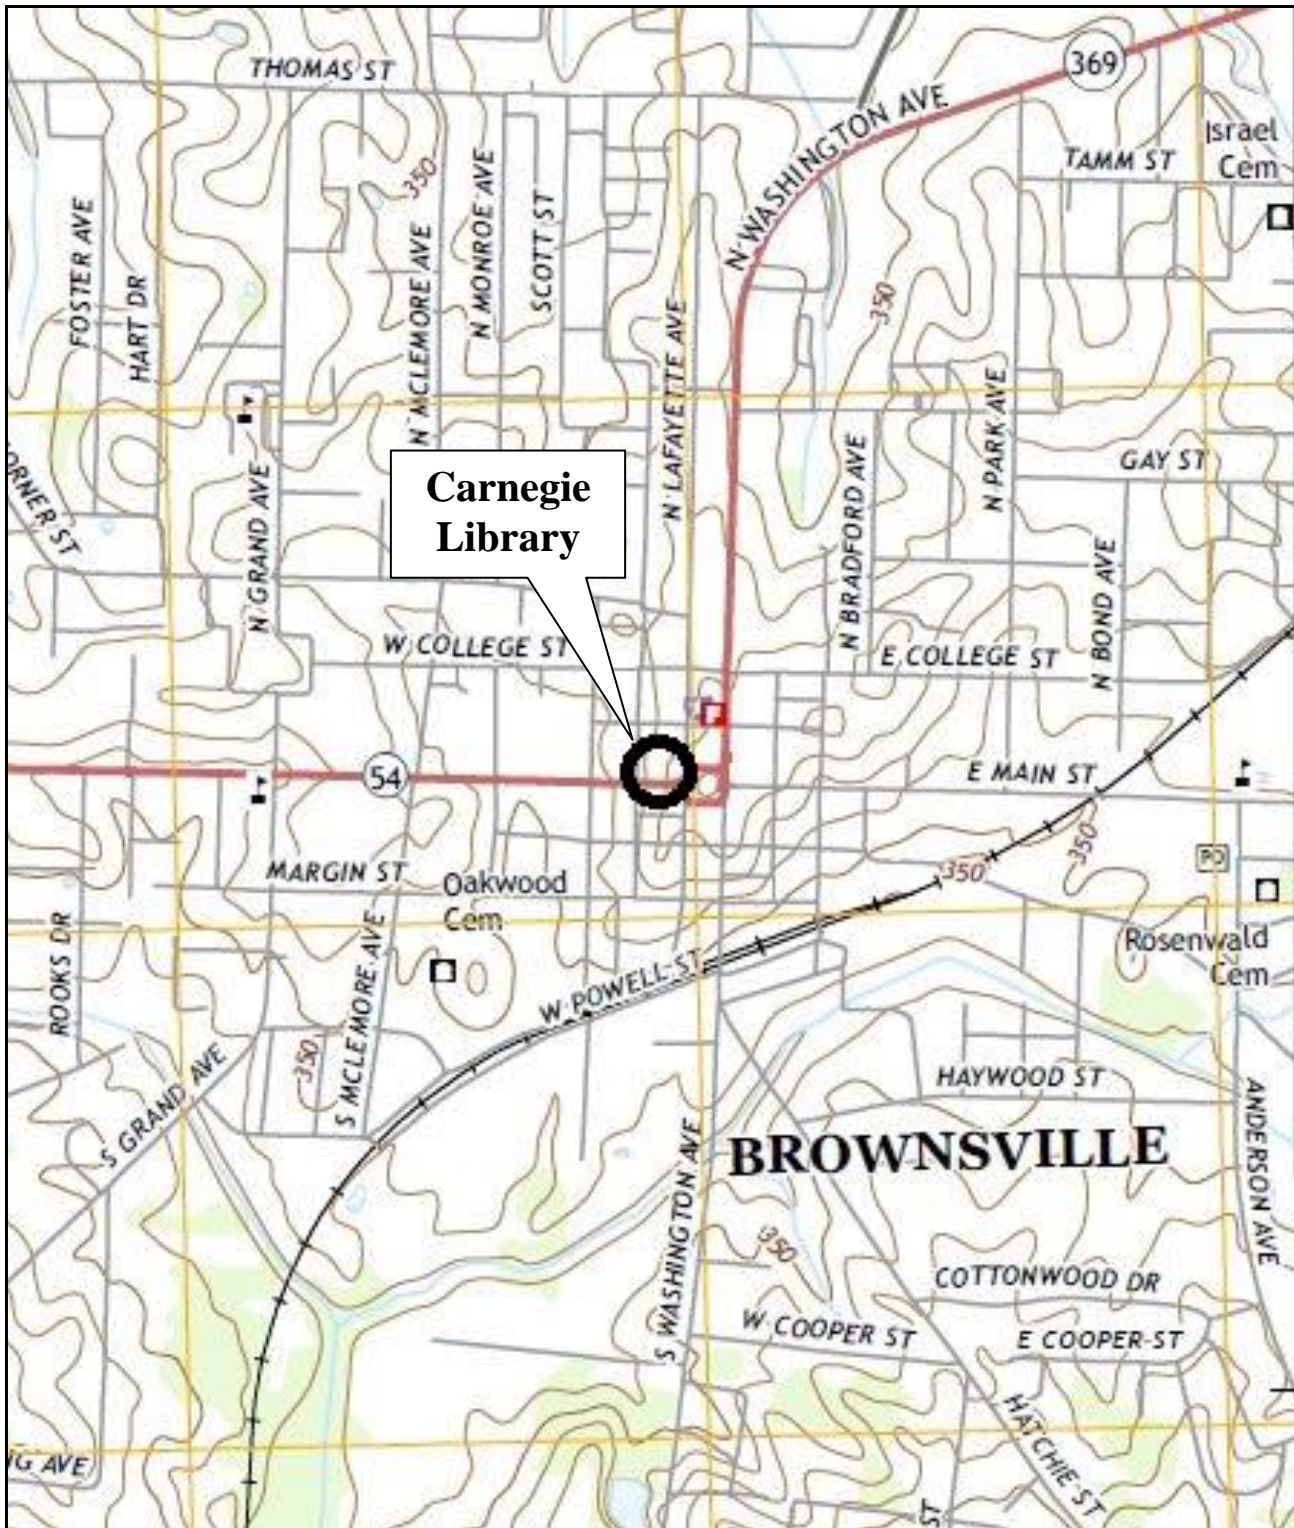 THOMAS ST
369
N WASHINGTON AVE
Israel
Cem
TAMM ST
350
FOSTER AVE
HART DR
N MCLEMORE AVE
N MONROE AVE
SCOTT ST
N LAFAYETTE AVE
350
N PARK AVE
GAY ST
ORNER ST
N GRAND AVE
Carnegie
Library
N BRADFORD AVE
N BOND AVE
W COLLEGE ST
E COLLEGE ST
54
E MAIN ST
MARGIN ST
Oakwood
Cem
350
350
PO
ROOKS DR
S MCLEMORE AVE
W POWELL ST
Rosenwald
Cem
350
S GRAND AVE
HAYWOOD ST
BROWNSVILLE
ANDERSON AVE
S WASHINGTON AVE
350
COTTONWOOD DR
W COOPER ST
E COOPER ST
HATCHIE ST
IG AVE
ST